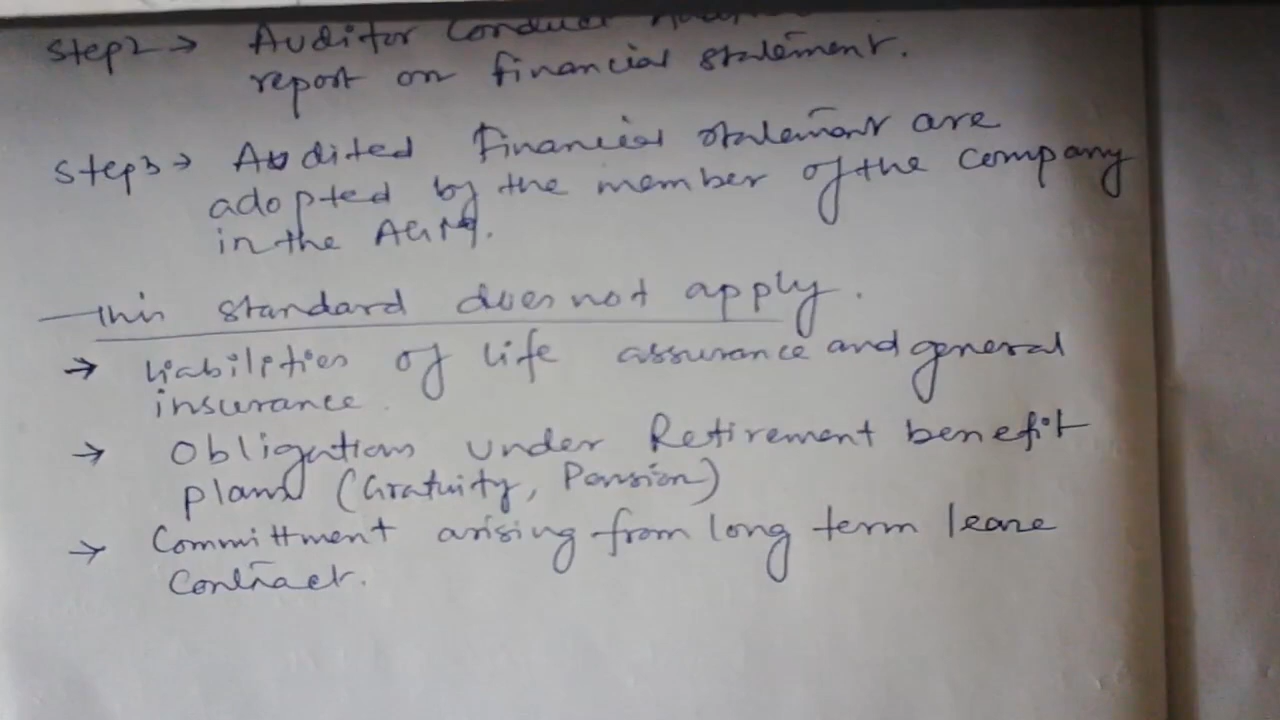 Step2 → Auditor Conduct
report on financial statement.
Step3 → Audited Financial statement are
adopted by the member of the company
in the AGM.
This standard does not apply.
→ Liabilities of life assurance and general
insurance.
→ Obligations under Retirement benefit
plans (Gratuity, Pension)
→ Committment arising from long term lease
Contract.